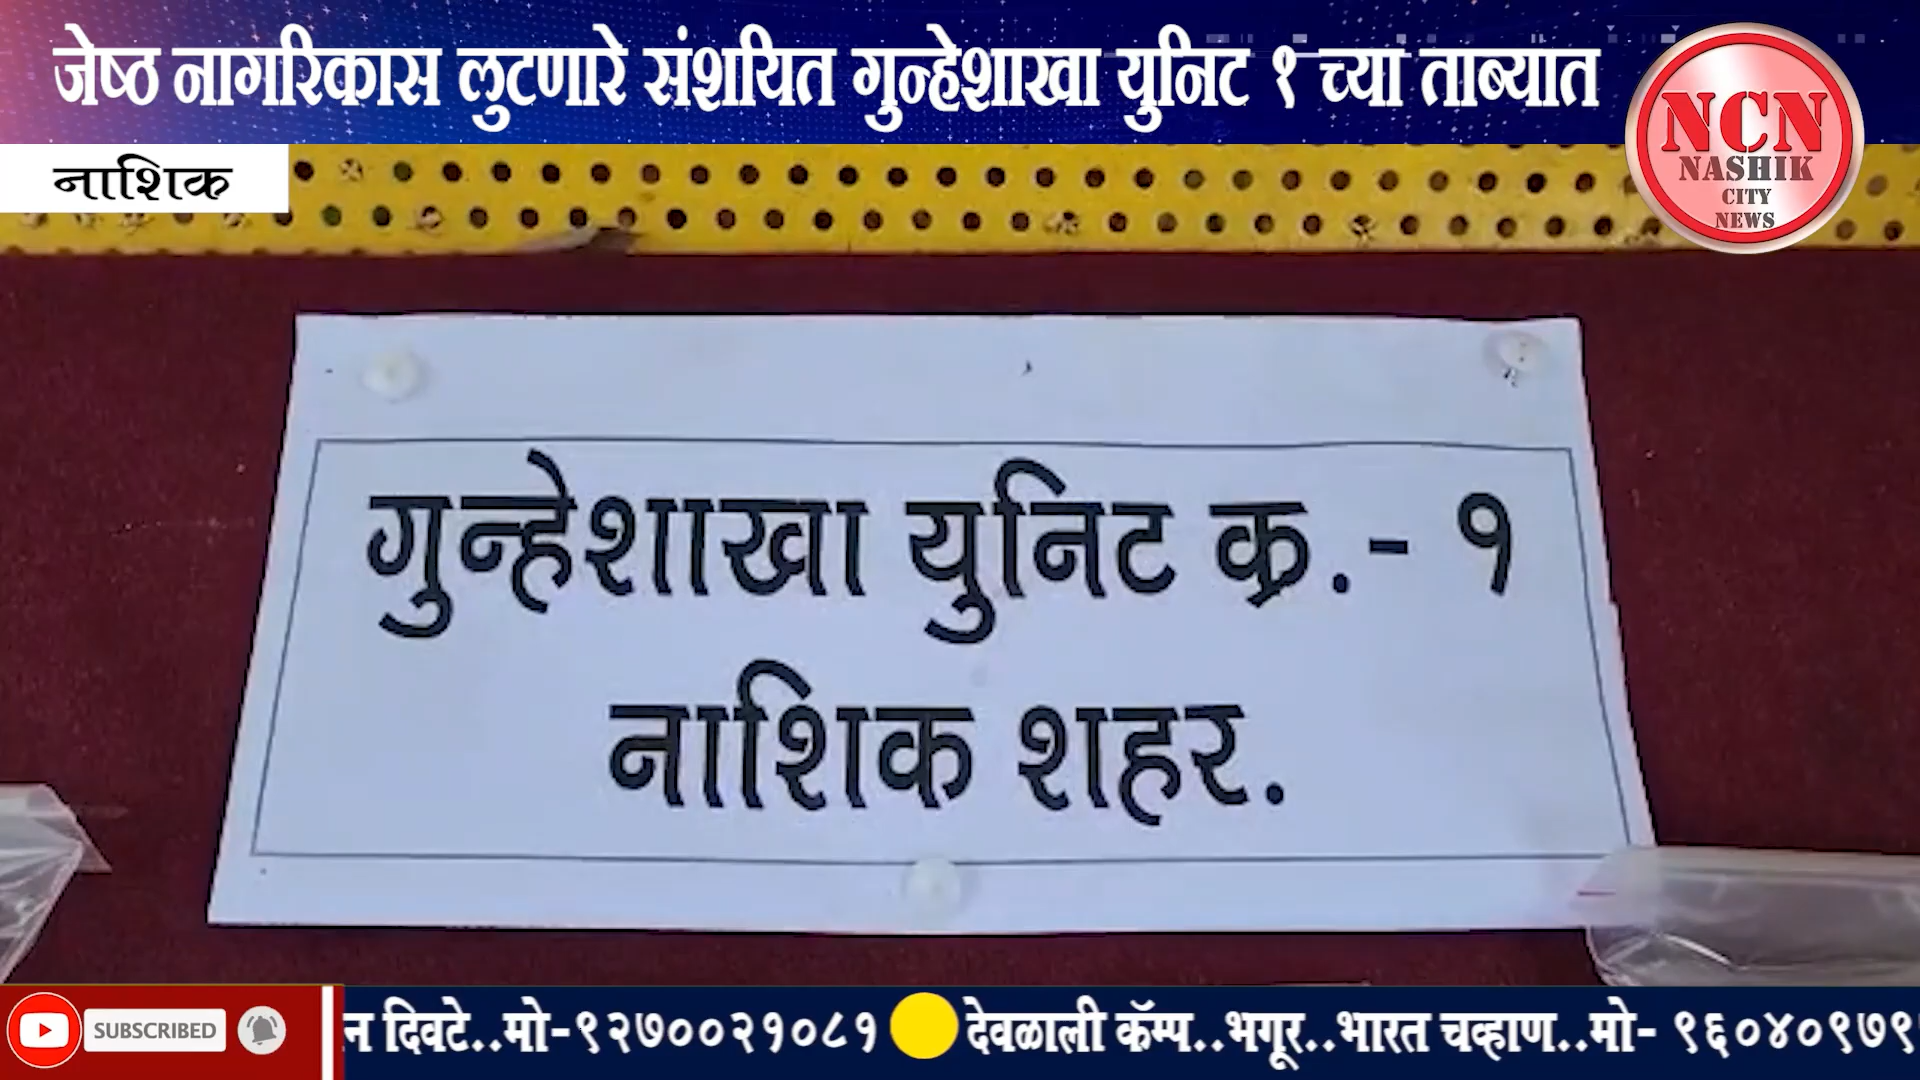 जेष्ठ नागरिकास लुटणारे संशयित गुन्हेशाखा युनिट १ च्या ताब्यात
NCN
NASHIK
CITY
NEWS
नाशिक
गुन्हेशाखा युनिट क्र.- १
नाशिक शहर.
SUBSCRIBED
न दिवटे..मो-९२७००२१०८१ देवळाली कॅम्प..भगूर..भारत चव्हाण..मो- ९६०४०९७९